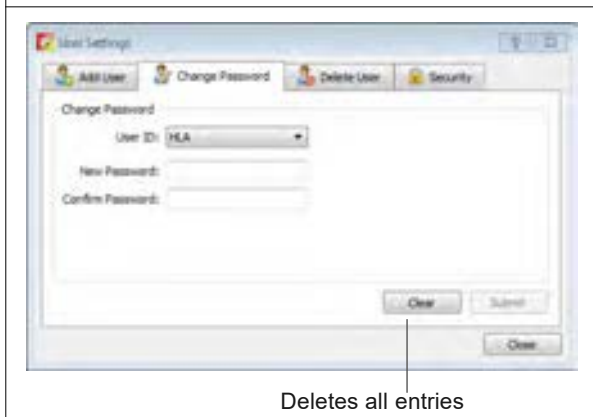 User Settings
Add User Change Password Delete User Security
Change Password
User ID: HLA
New Password:
Confirm Password:
Clear Submit
Close
Deletes all entries